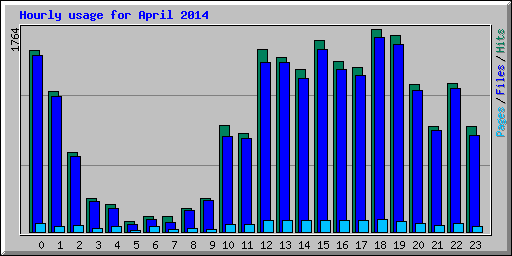 Hourly usage for April 2014
1764
Pages/Files/Hits
0 1 2 3 4 5 6 7 8 9 10 11 12 13 14 15 16 17 18 19 20 21 22 23